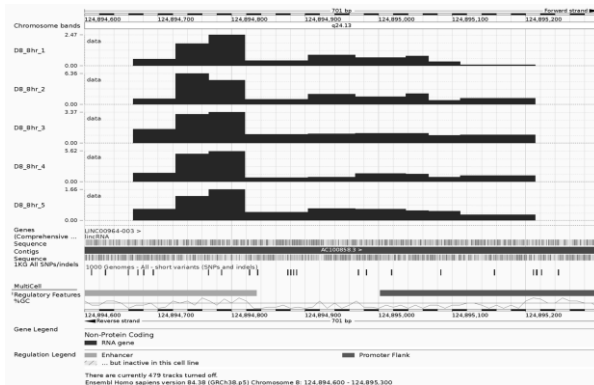 124,894,600 124,894,700 124,894,800 124,894,900 124,895,000 124,895,100 124,895,200
701 bp Forward strand
Chromosome bands q24.13
2.47
D8_8hr_1 data
0.00
6.36
D8_8hr_2 data
0.00
3.37
D8_8hr_3 data
0.00
5.62
D8_8hr_4 data
0.00
1.66
D8_8hr_5 data
0.00
Genes LINC00964-003 >
(Comprehensive ... lincRNA
Sequence
Contigs AC100858.3 >
Sequence
1KG All SNPs/indels 1000 Genomes - All - short variants (SNPs and indels)
MultiCell
Regulatory Features
%GC
124,894,600 124,894,700 124,894,800 124,894,900 124,895,000 124,895,100 124,895,200
Reverse strand 701 bp
Gene Legend
Non-Protein Coding
RNA gene
Regulation Legend Enhancer Promoter Flank
... but inactive in this cell line
There are currently 479 tracks turned off.
Ensembl Homo sapiens version 84.38 (GRCh38.p5) Chromosome 8: 124,894,600 - 124,895,300